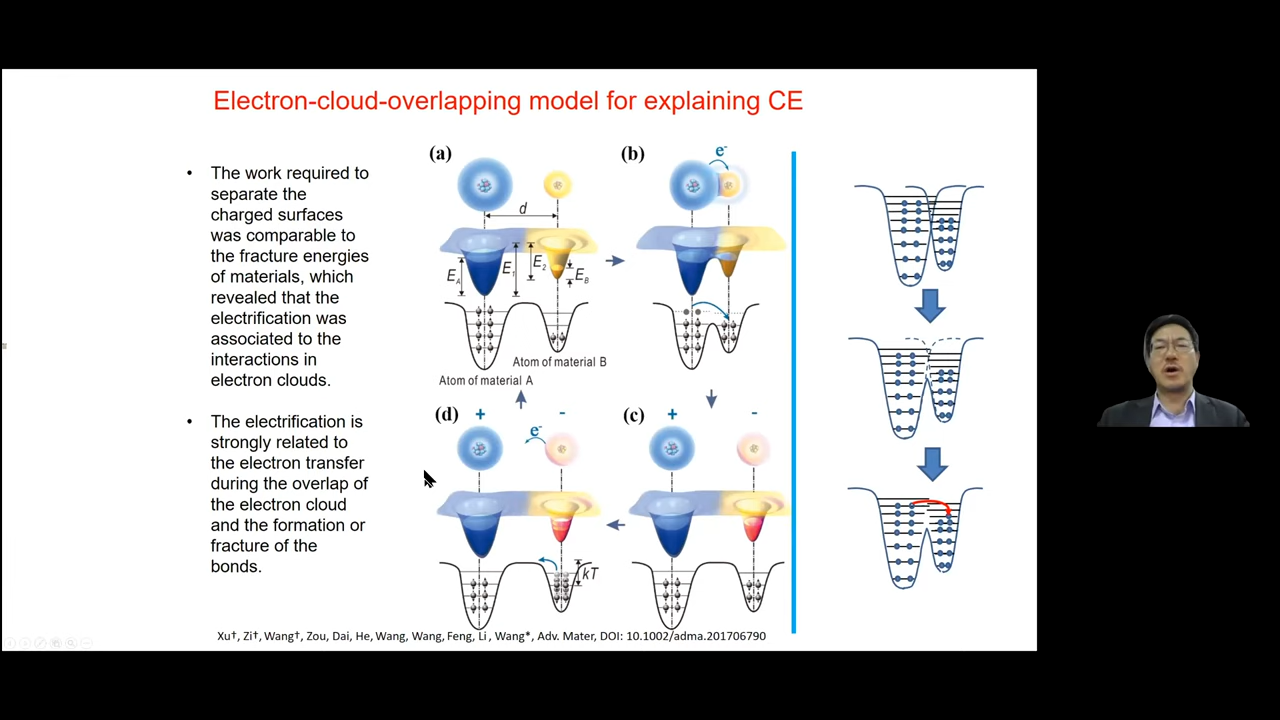 Electron-cloud-overlapping model for explaining CE
• The work required to
separate the
charged surfaces
was comparable to
the fracture energies
of materials, which
revealed that the
electrification was
associated to the
interactions in
electron clouds.
• The electrification is
strongly related to
the electron transfer
during the overlap of
the electron cloud
and the formation or
fracture of the
bonds.
(a)
d
E_A
E_1
E_2
E_B
Atom of material B
Atom of material A
(b)
e-
(d)
+ -
e-
kT
(c)
+ -
Xu†, Zi†, Wang†, Zou, Dai, He, Wang, Wang, Feng, Li , Wang*, Adv. Mater, DOI: 10.1002/adma.201706790